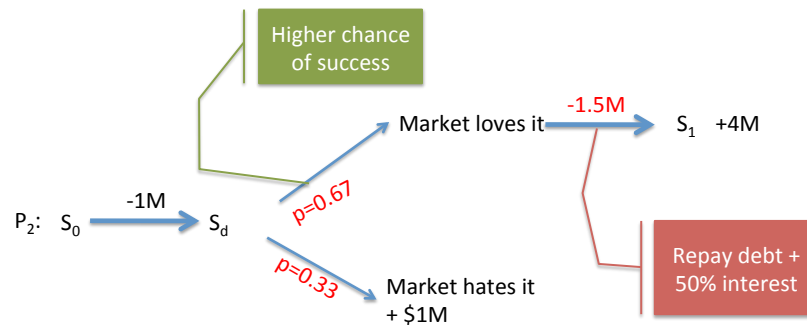 Higher chance
of success
-1.5M
Market loves it
S1 +4M
p=0.67
-1M
P2: S0
Sd
p=0.33
Market hates it
+ $1M
Repay debt +
50% interest